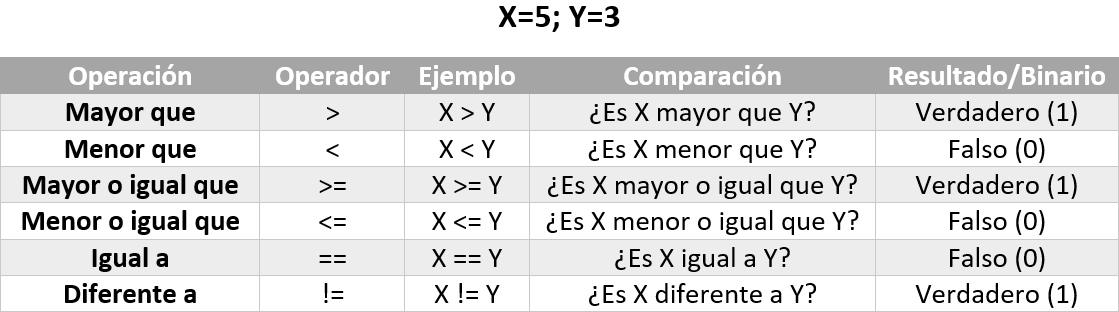 X=5; Y=3
Operación Operador Ejemplo Comparación Resultado/Binario
Mayor que > X > Y ¿Es X mayor que Y? Verdadero (1)
Menor que < X < Y ¿Es X menor que Y? Falso (0)
Mayor o igual que >= X >= Y ¿Es X mayor o igual que Y? Verdadero (1)
Menor o igual que <= X <= Y ¿Es X menor o igual que Y? Falso (0)
Igual a == X == Y ¿Es X igual a Y? Falso (0)
Diferente a != X != Y ¿Es X diferente a Y? Verdadero (1)